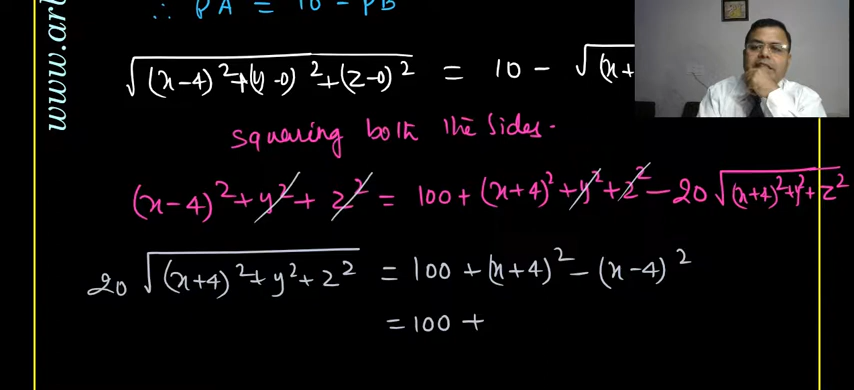 ∴ PA = 10 - PB
√((x-4)²+(y-0)²+(z-0)²) = 10 - √((x+
squaring both the sides.
(x-4)²+y²+z² = 100+(x+4)²+y²+z² - 20√((x+4)²+y²+z²)
20√((x+4)²+y²+z²) = 100+(x+4)²-(x-4)²
= 100 +
www.ar